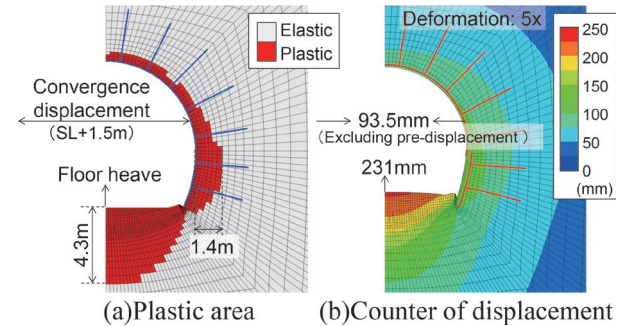 Elastic
Plastic
Convergence
displacement
(SL+1.5m)
Floor heave
4.3m
1.4m
(a)Plastic area
Deformation: 5x
93.5mm
(Excluding pre-displacement)
231mm
250
200
150
100
50
0
(mm)
(b)Counter of displacement